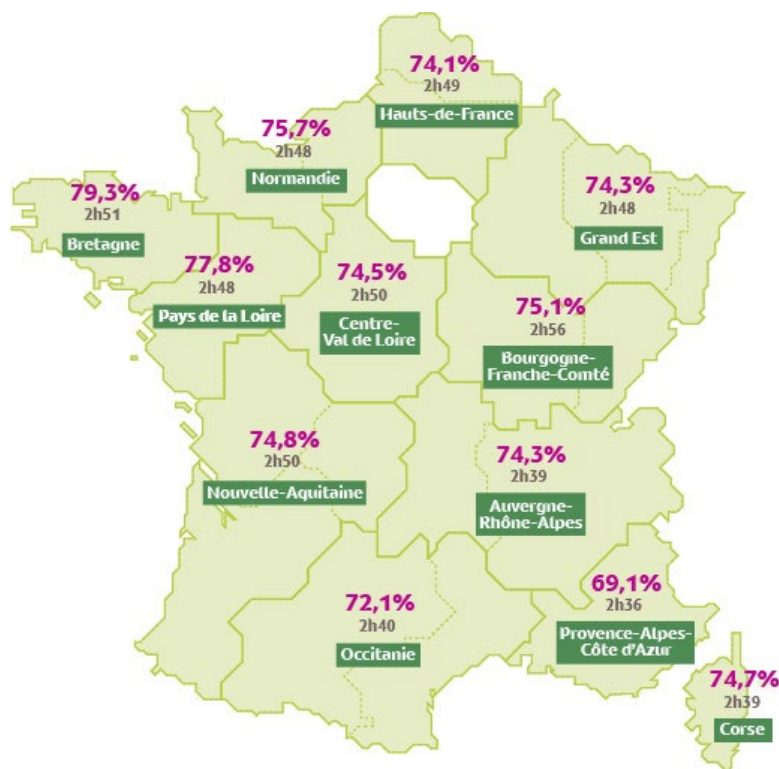 74,1%
2h49
Hauts-de-France
75,7%
2h48
Normandie
79,3%
2h51
Bretagne
74,3%
2h48
Grand Est
77,8%
2h48
Pays de la Loire
74,5%
2h50
Centre-
Val de Loire
75,1%
2h56
Bourgogne-
Franche-Comté
74,8%
2h50
Nouvelle-Aquitaine
74,3%
2h39
Auvergne-
Rhône-Alpes
69,1%
2h36
Provence-Alpes-
Côte d'Azur
72,1%
2h40
Occitanie
74,7%
2h39
Corse